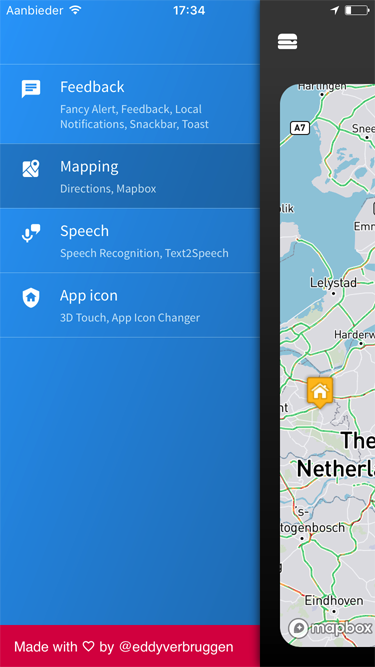 Aanbieder 17:34
Feedback
Fancy Alert, Feedback, Local
Notifications, Snackbar, Toast
Mapping
Directions, Mapbox
Speech
Speech Recognition, Text2Speech
App icon
3D Touch, App Icon Changer
Made with ♡ by @eddyverbruggen
Harlingen
A7
Snee
lik
Emm
Lelystad
Harderw
nt
The
Netherla
's-
togenbosch
Eindhoven
mapbox